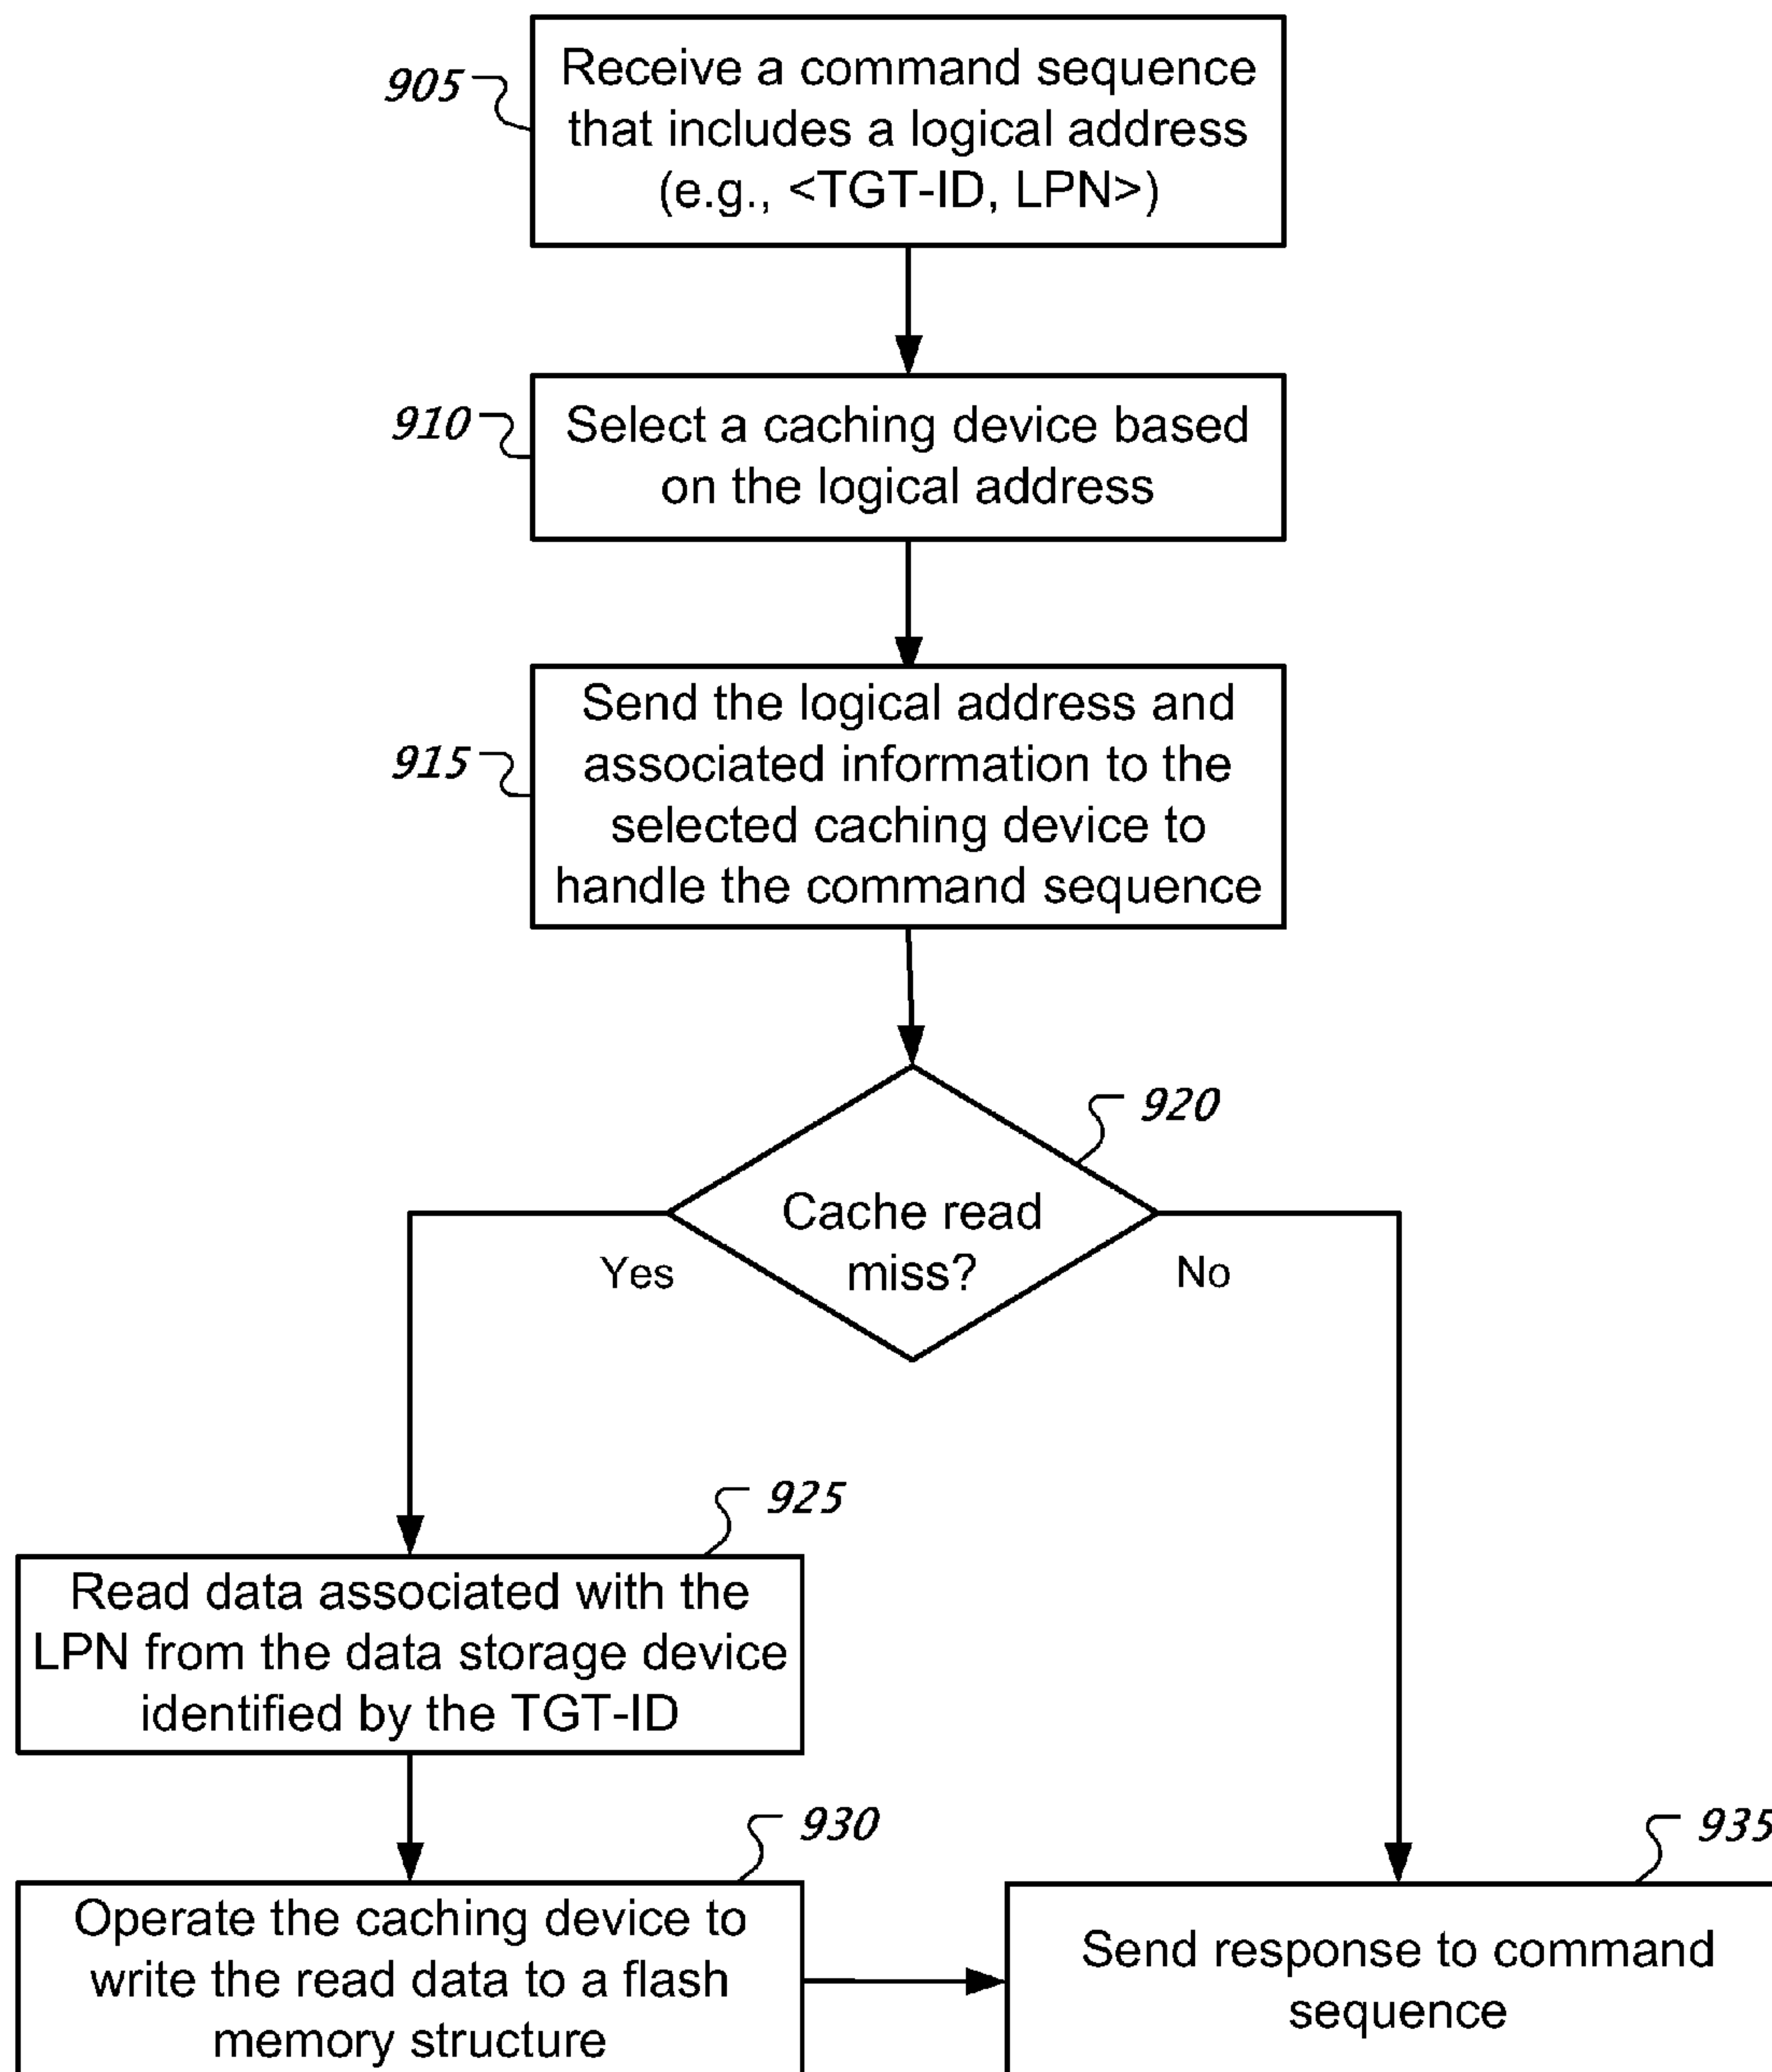 905
Receive a command sequence
that includes a logical address
(e.g., <TGT-ID, LPN>)
910
Select a caching device based
on the logical address
915
Send the logical address and
associated information to the
selected caching device to
handle the command sequence
920
Cache read
miss?
Yes
No
925
Read data associated with the
LPN from the data storage device
identified by the TGT-ID
930
Operate the caching device to
write the read data to a flash
memory structure
935
Send response to command
sequence